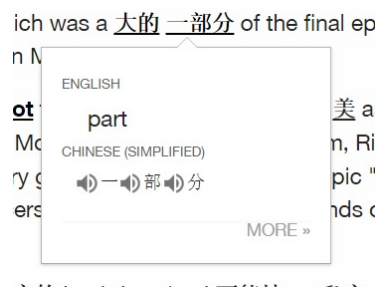 ich was a 大的 一部分 of the final ep
n M
ENGLISH
part
ot
美 a
Mo
m, Ri
CHINESE (SIMPLIFIED)
ry g
pic "
一 部 分
ers
nds o
MORE »